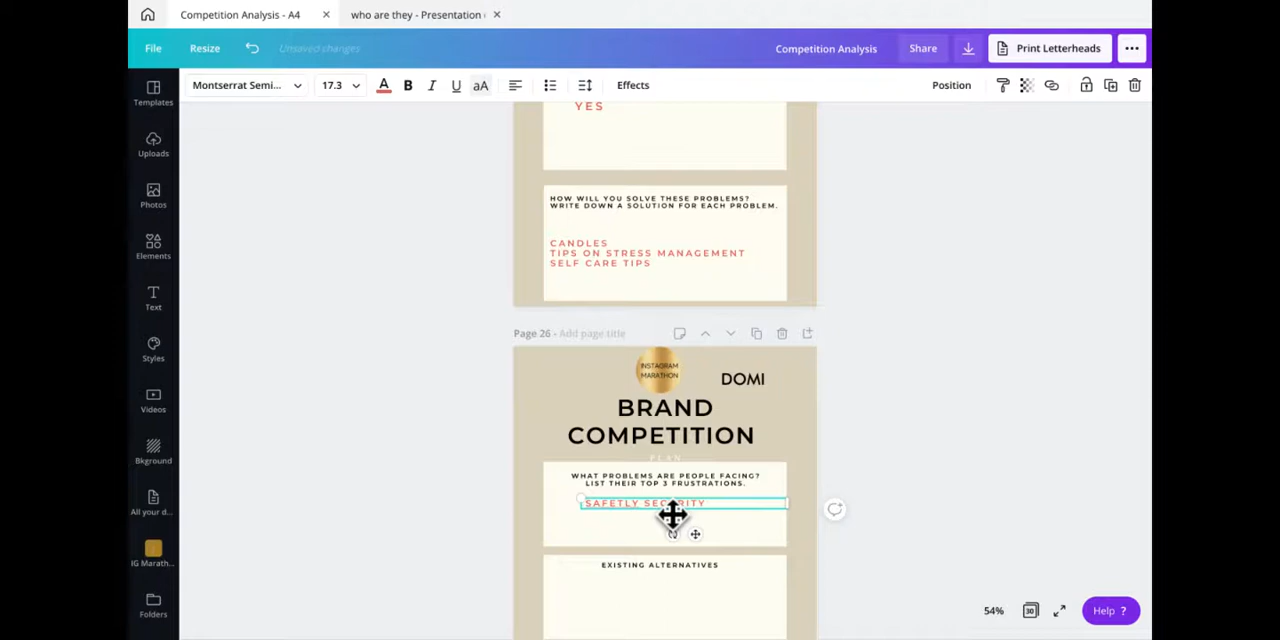 Competition Analysis - A4
who are they - Presentation
File
Resize
Unsaved changes
Competition Analysis
Share
Print Letterheads
Montserrat Semi...
17.3
A
B
I
U
aA
Effects
Position
Templates
Uploads
Photos
Elements
Text
Styles
Videos
Bkground
All your d...
IG Marath...
Folders
YES
HOW WILL YOU SOLVE THESE PROBLEMS?
WRITE DOWN A SOLUTION FOR EACH PROBLEM.
CANDLES
TIPS ON STRESS MANAGEMENT
SELF CARE TIPS
Page 26 - Add page title
INSTAGRAM
MARATHON
DOMI
BRAND
COMPETITION
PLAN
WHAT PROBLEMS ARE PEOPLE FACING?
LIST THEIR TOP 3 FRUSTRATIONS.
SAFETLY SECURITY
EXISTING ALTERNATIVES
54%
30
Help ?